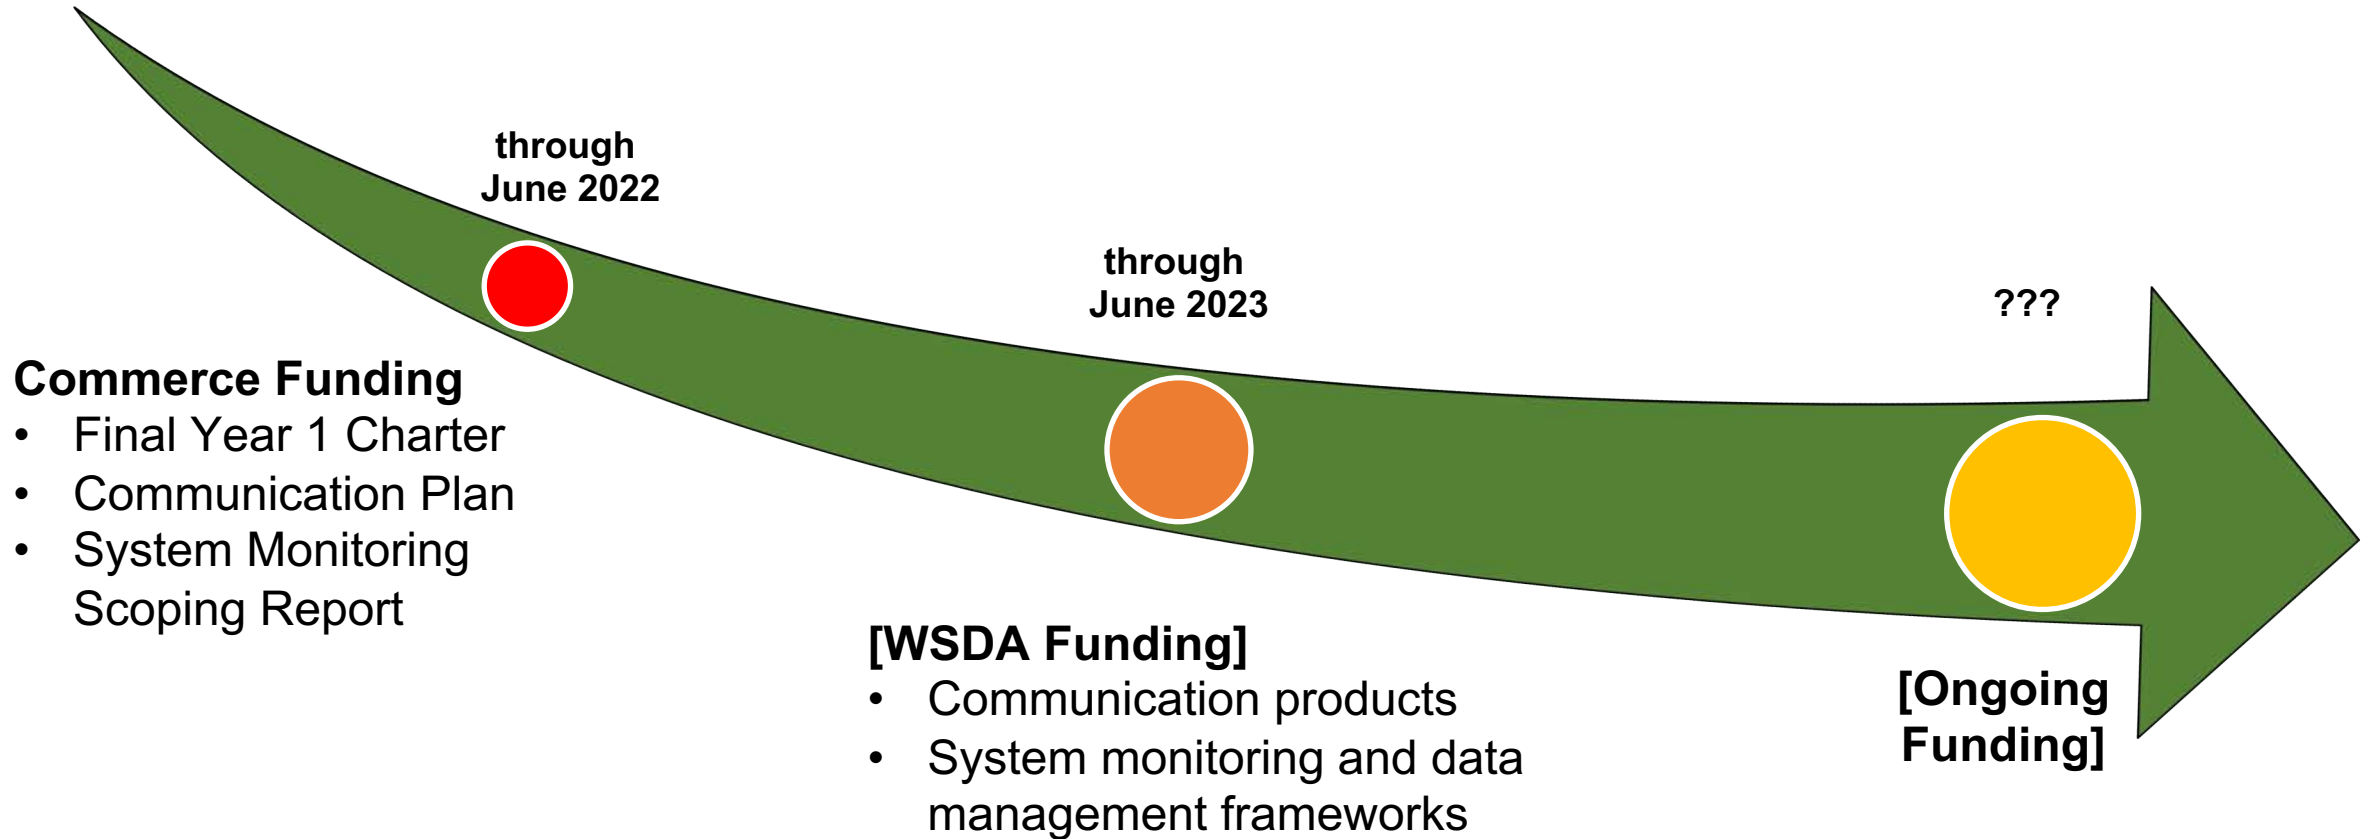 through
June 2022
Commerce Funding
• Final Year 1 Charter
• Communication Plan
• System Monitoring
Scoping Report
through
June 2023
[WSDA Funding]
• Communication products
• System monitoring and data
management frameworks
???
[Ongoing
Funding]